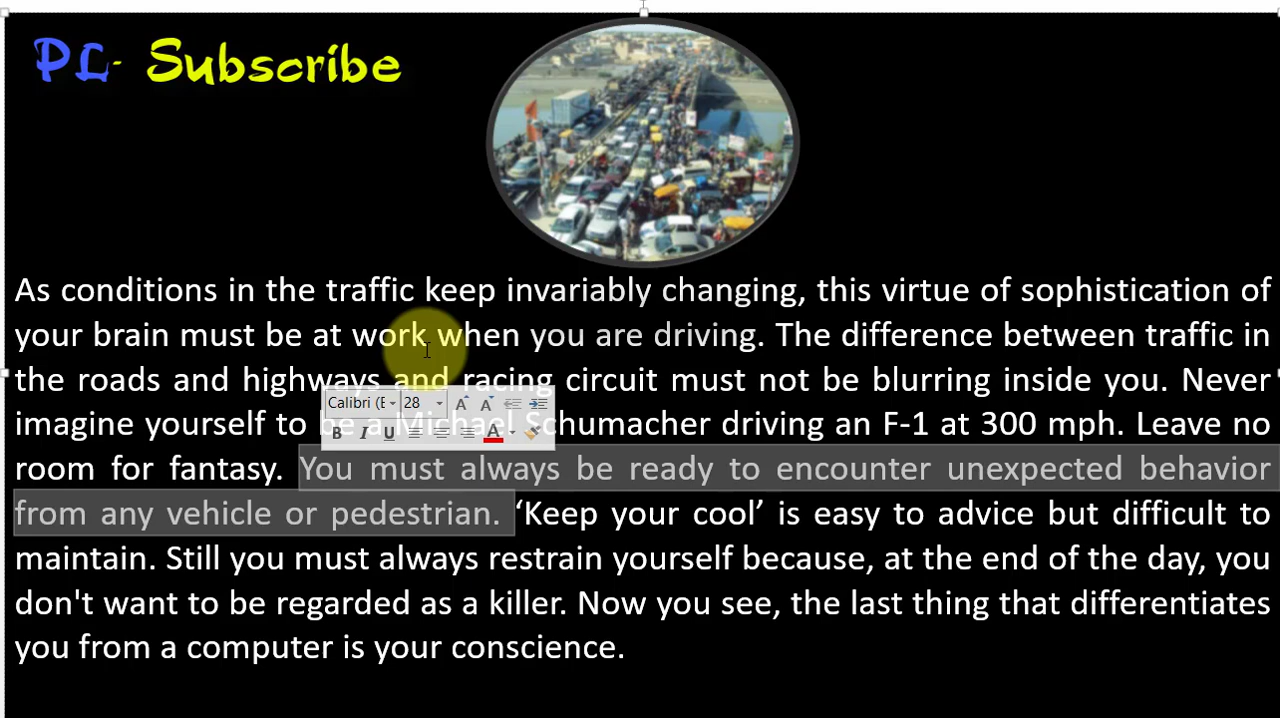 PL- Subscribe
As conditions in the traffic keep invariably changing, this virtue of sophistication of
your brain must be at work when you are driving. The difference between traffic in
the roads and highways and racing circuit must not be blurring inside you. Never
Calibri (E 28
imagine yourself to be a Michael Schumacher driving an F-1 at 300 mph. Leave no
B I U A
room for fantasy. You must always be ready to encounter unexpected behavior
from any vehicle or pedestrian. ‘Keep your cool’ is easy to advice but difficult to
maintain. Still you must always restrain yourself because, at the end of the day, you
don't want to be regarded as a killer. Now you see, the last thing that differentiates
you from a computer is your conscience.